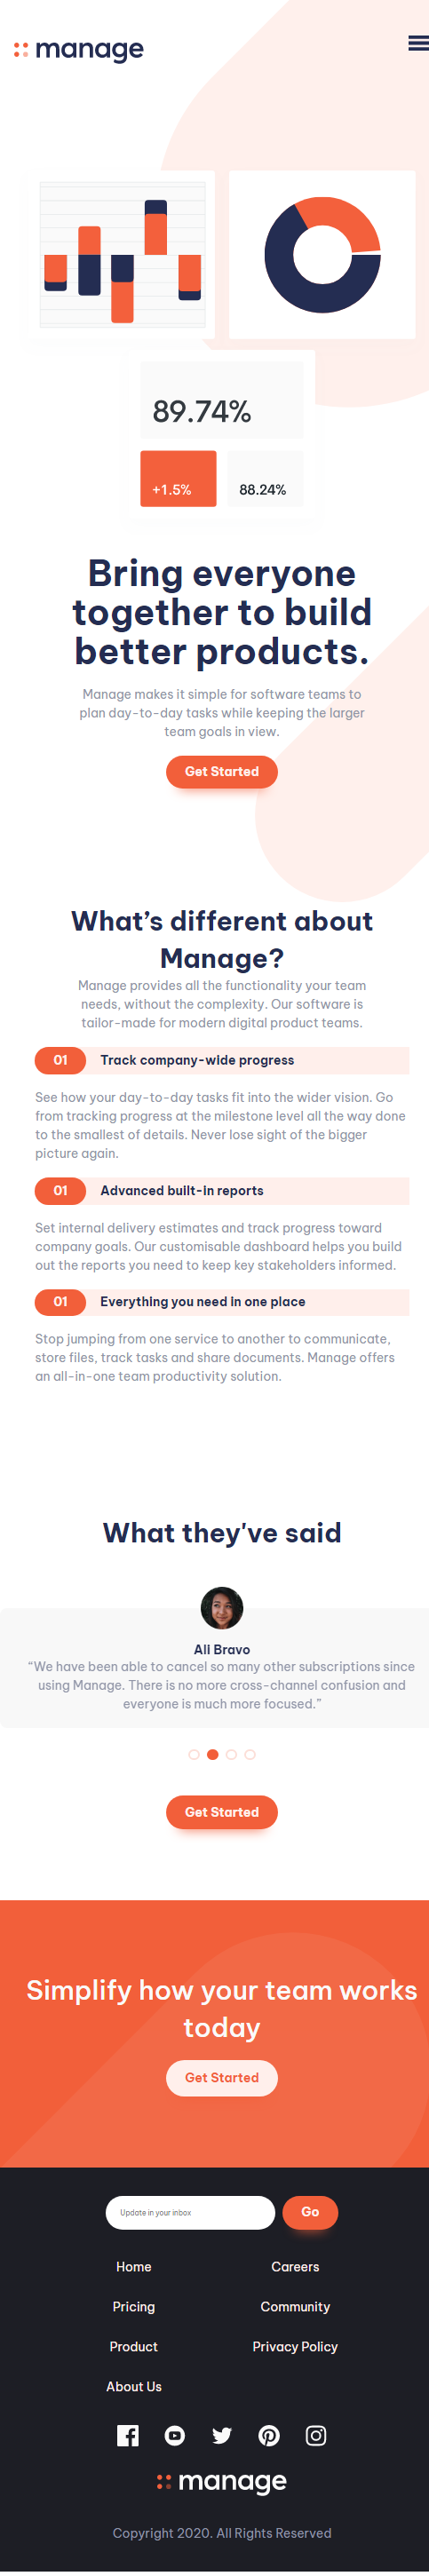 manage
89.74%
+1.5%
88.24%
Bring everyone
together to build
better products.
Manage makes it simple for software teams to
plan day-to-day tasks while keeping the larger
team goals in view.
Get Started
What’s different about
Manage?
Manage provides all the functionality your team
needs, without the complexity. Our software is
tailor-made for modern digital product teams.
01 Track company-wide progress
See how your day-to-day tasks fit into the wider vision. Go
from tracking progress at the milestone level all the way done
to the smallest of details. Never lose sight of the bigger
picture again.
01 Advanced built-in reports
Set internal delivery estimates and track progress toward
company goals. Our customisable dashboard helps you build
out the reports you need to keep key stakeholders informed.
01 Everything you need in one place
Stop jumping from one service to another to communicate,
store files, track tasks and share documents. Manage offers
an all-in-one team productivity solution.
What they've said
Ali Bravo
“We have been able to cancel so many other subscriptions since
using Manage. There is no more cross-channel confusion and
everyone is much more focused.”
Get Started
Simplify how your team works
today
Get Started
Update in your inbox
Go
Home
Careers
Pricing
Community
Product
Privacy Policy
About Us
manage
Copyright 2020. All Rights Reserved